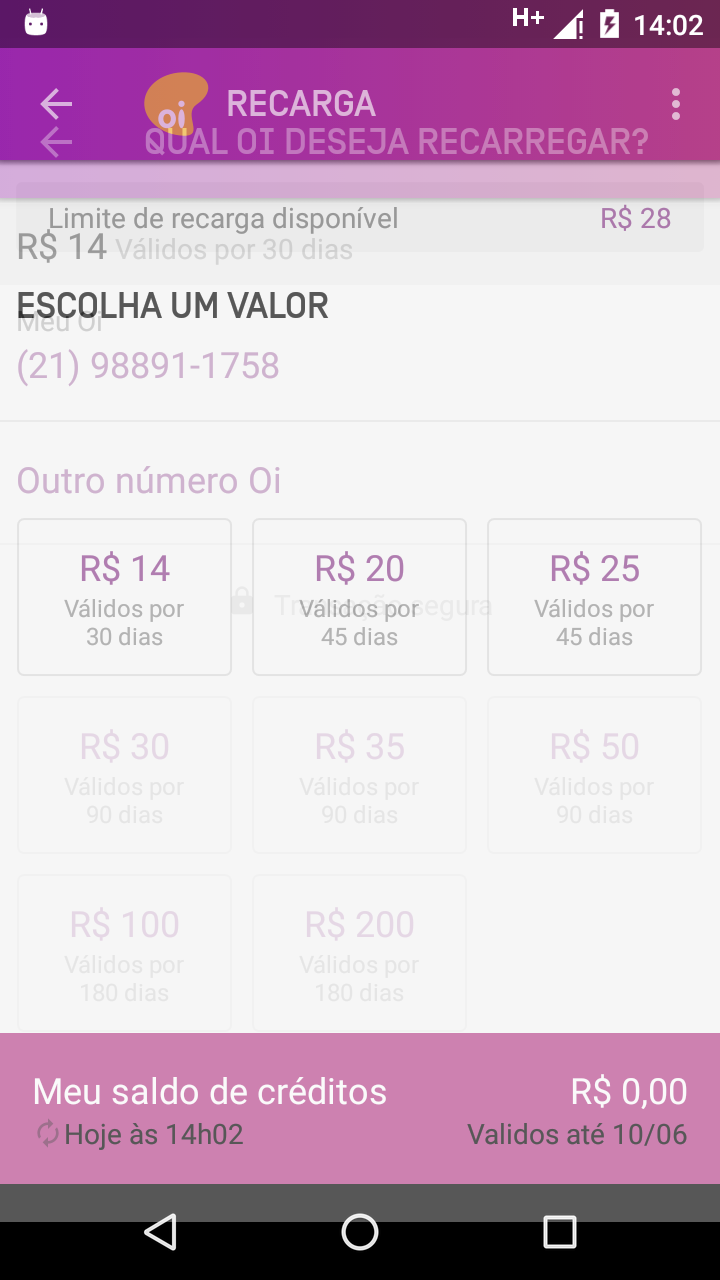 H+ 14:02
oi RECARGA
QUAL OI DESEJA RECARREGAR?
Limite de recarga disponível R$ 28
R$ 14 Válidos por 30 dias
ESCOLHA UM VALOR
Meu Oi
(21) 98891-1758
Outro número Oi
R$ 14 R$ 20 R$ 25
Transação segura
Válidos por Válidos por Válidos por
30 dias 45 dias 45 dias
R$ 30 R$ 35 R$ 50
Válidos por Válidos por Válidos por
90 dias 90 dias 90 dias
R$ 100 R$ 200
Válidos por Válidos por
180 dias 180 dias
Meu saldo de créditos R$ 0,00
Hoje às 14h02 Validos até 10/06